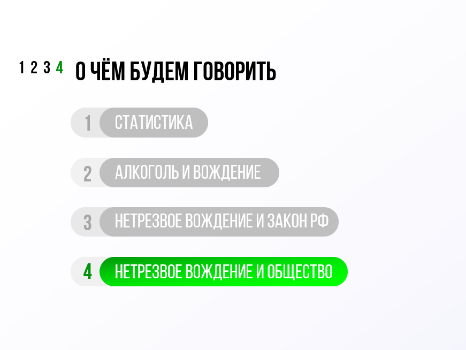 1 2 3 4 О ЧЁМ БУДЕМ ГОВОРИТЬ
1 СТАТИСТИКА
2 АЛКОГОЛЬ И ВОЖДЕНИЕ
3 НЕТРЕЗВОЕ ВОЖДЕНИЕ И ЗАКОН РФ
4 НЕТРЕЗВОЕ ВОЖДЕНИЕ И ОБЩЕСТВО